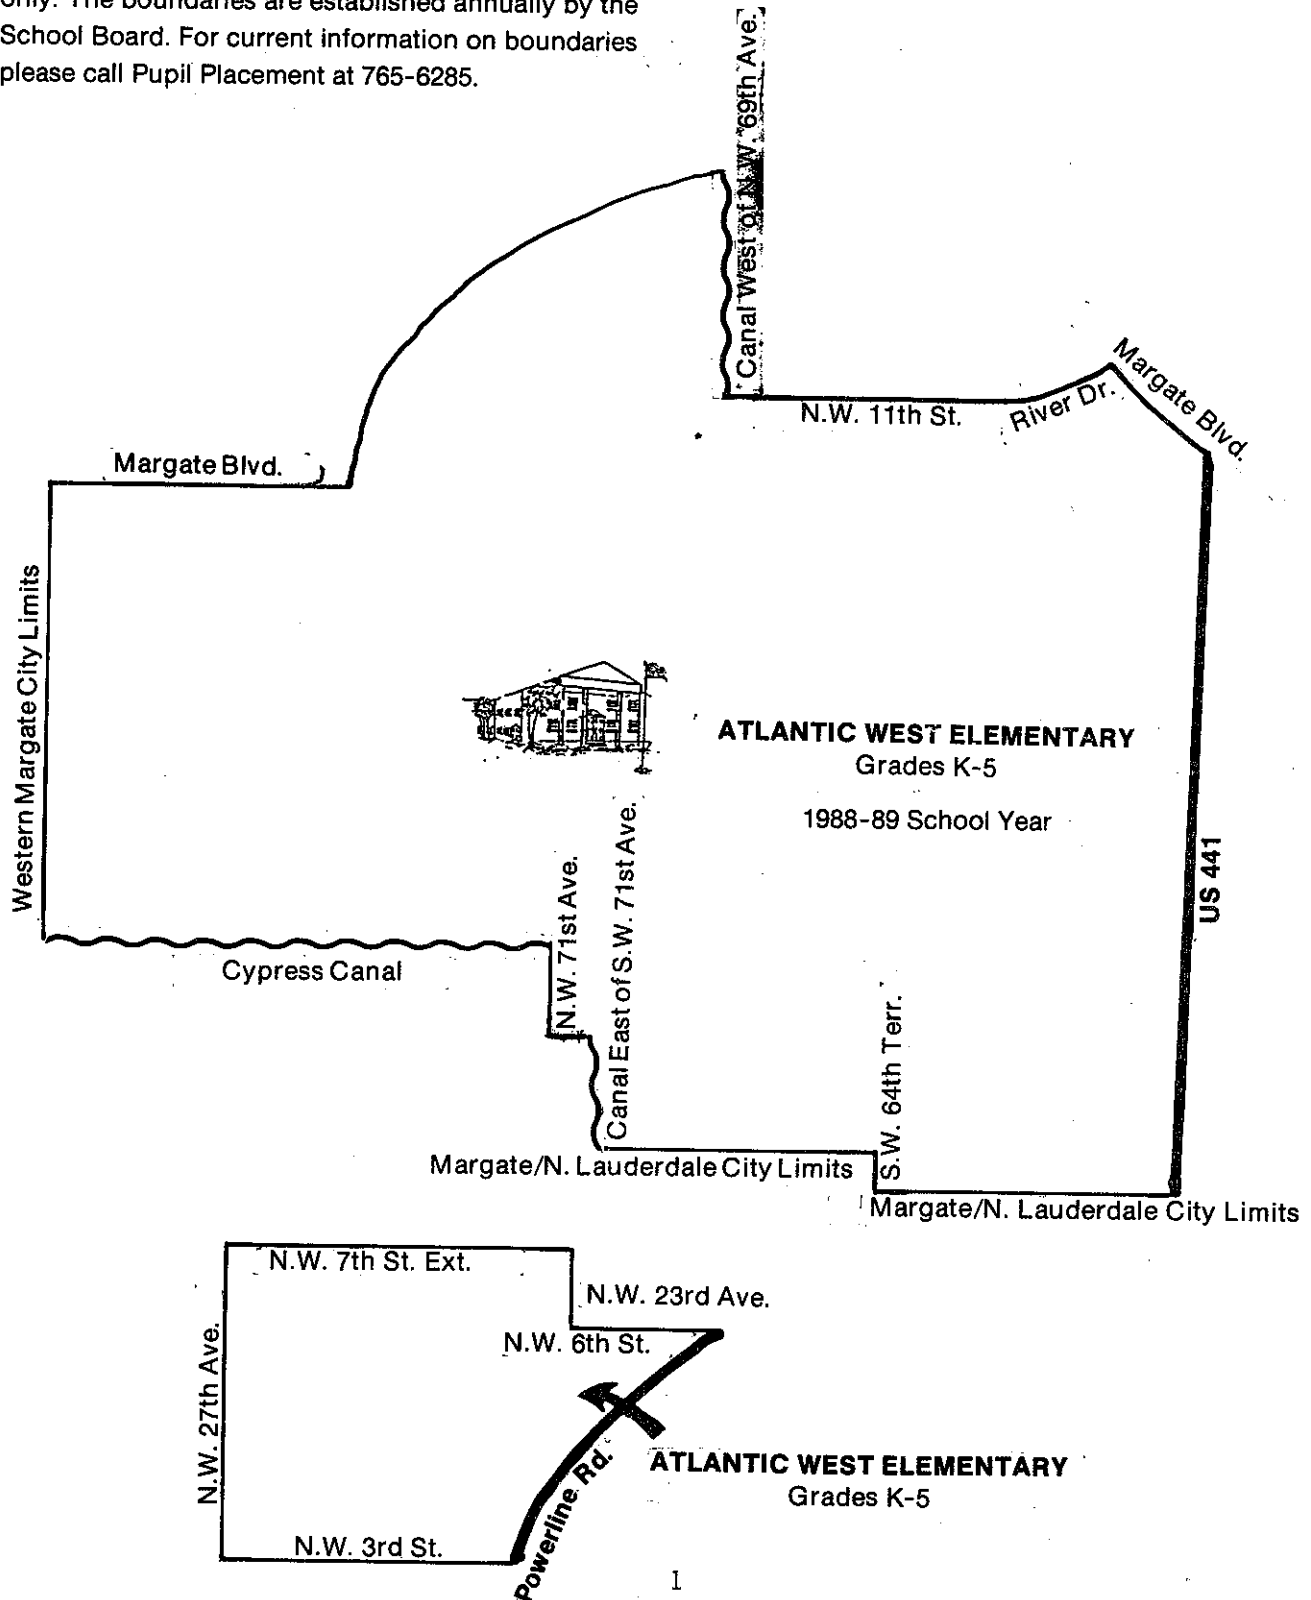 only. The boundaries are established annually by the
School Board. For current information on boundaries
please call Pupil Placement at 765-6285.
Canal West of N.W. 69th Ave.
Margate Blvd.
N.W. 11th St.
River Dr.
Margate Blvd.
Western Margate City Limits
ATLANTIC WEST ELEMENTARY
Grades K-5
1988-89 School Year
US 441
Cypress Canal
N.W. 71st Ave.
Canal East of S.W. 71st Ave.
S.W. 64th Terr.
Margate/N. Lauderdale City Limits
Margate/N. Lauderdale City Limits
N.W. 7th St. Ext.
N.W. 23rd Ave.
N.W. 6th St.
N.W. 27th Ave.
Powerline Rd.
ATLANTIC WEST ELEMENTARY
Grades K-5
N.W. 3rd St.
1